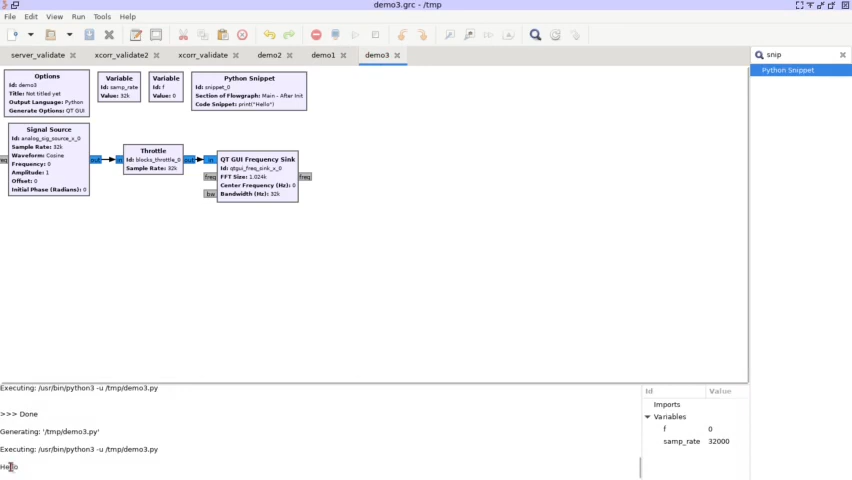 demo3.grc - /tmp
File Edit View Run Tools Help
server_validate xcorr_validate2 xcorr_validate demo2 demo1 demo3
snip
Python Snippet
Options
Id: demo3
Title: Not titled yet
Output Language: Python
Generate Options: QT GUI
Variable
Id: samp_rate
Value: 32k
Variable
Id: f
Value: 0
Python Snippet
Id: snippet_0
Section of Flowgraph: Main - After Init
Code Snippet: print("Hello")
Signal Source
Id: analog_sig_source_x_0
Sample Rate: 32k
Waveform: Cosine
Frequency: 0
Amplitude: 1
Offset: 0
Initial Phase (Radians): 0
out
in
Throttle
Id: blocks_throttle_0
Sample Rate: 32k
out
in
freq
bw
QT GUI Frequency Sink
Id: qtgui_freq_sink_x_0
FFT Size: 1.024k
Center Frequency (Hz): 0
Bandwidth (Hz): 32k
freq
Executing: /usr/bin/python3 -u /tmp/demo3.py
>>> Done
Generating: '/tmp/demo3.py'
Executing: /usr/bin/python3 -u /tmp/demo3.py
Hello
Id Value
Imports
Variables
f 0
samp_rate 32000